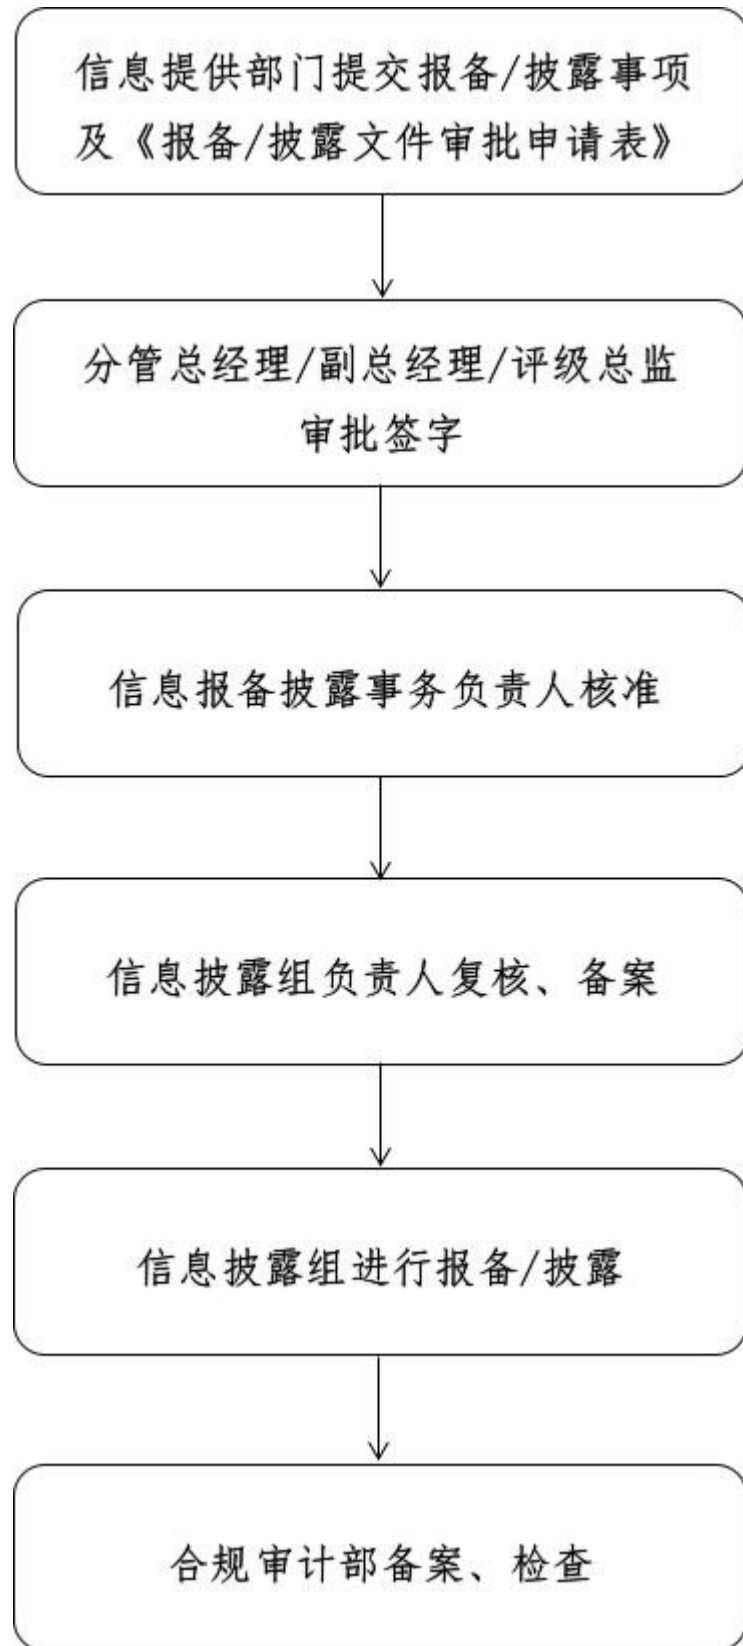 信息提供部门提交报备/披露事项
及《报备/披露文件审批申请表》
分管总经理/副总经理/评级总监
审批签字
信息报备披露事务负责人核准
信息披露组负责人复核、备案
信息披露组进行报备/披露
合规审计部备案、检查